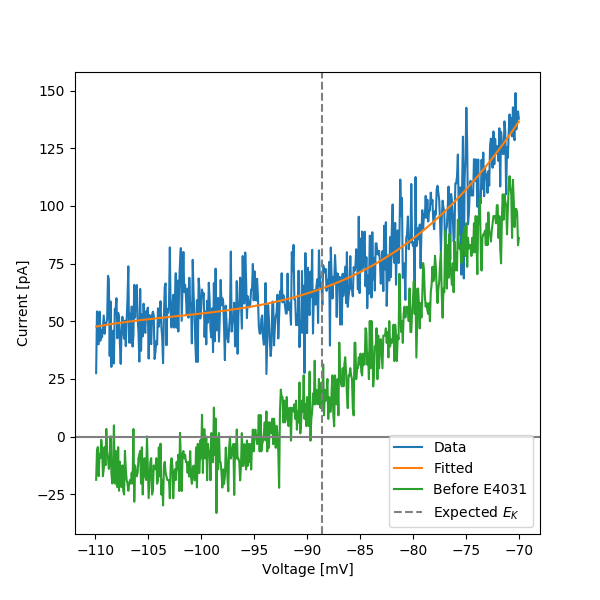 150
125
100
75
50
25
0
−25
Current [pA]
Data
Fitted
Before E4031
Expected $E_K$
−110 −105 −100 −95 −90 −85 −80 −75 −70
Voltage [mV]